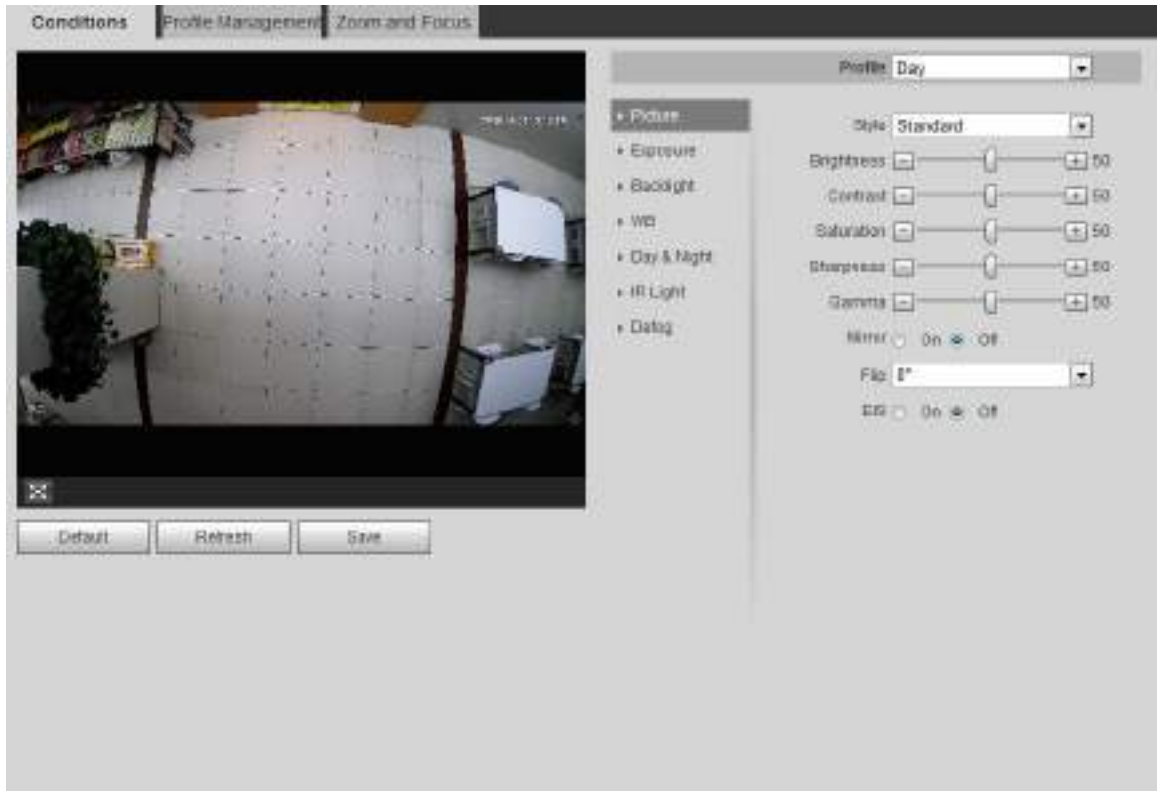 Conditions
Profile Management
Zoom and Focus
Profile Day
Picture
Exposure
Backlight
WB
Day & Night
IR Light
Defog
Style Standard
Brightness - + 50
Contrast - + 50
Saturation - + 50
Sharpness - + 50
Gamma - + 50
Mirror On Off
Flip 0°
EIS On Off
Default
Refresh
Save